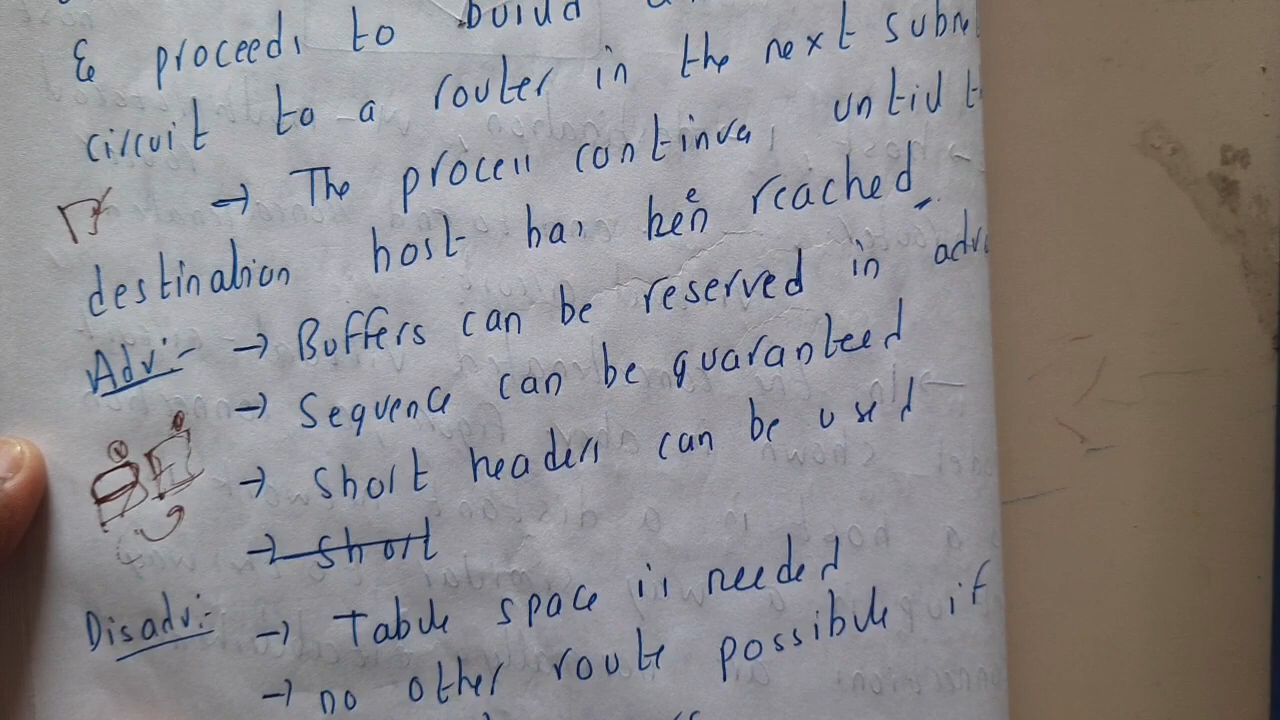 & proceeds to build
circuit to a router in the next subne
→ The process continues until t
destination host has been reached.
Adv:- → Buffers can be reserved in adva
→ Sequence can be guaranteed
→ Short headers can be used
→ Short
Disadv:- → Table space is needed
→ no other route possible if